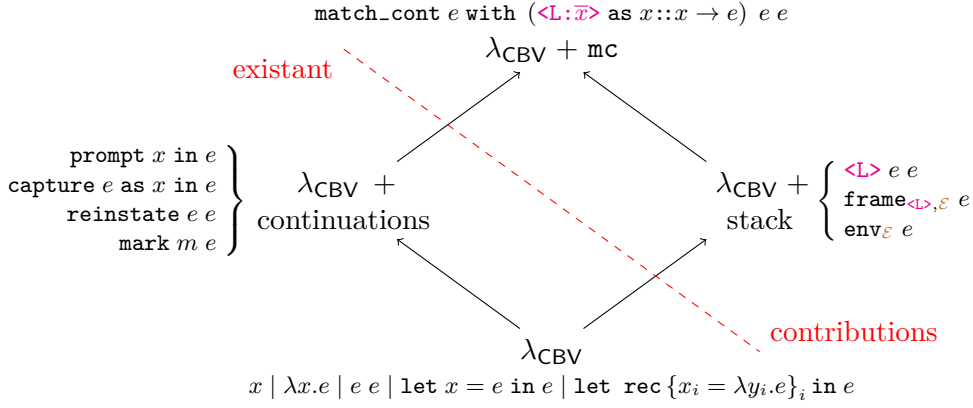 match_cont e with (<L:x̅> as x::x → e) e e
λCBV + mc
existant
prompt x in e
capture e as x in e
reinstate e e
mark m e
λCBV +
continuations
λCBV +
stack
<L> e e
frame<L>,ℰ e
envℰ e
contributions
λCBV
x | λx.e | e e | let x = e in e | let rec {xᵢ = λyᵢ.e}ᵢ in e